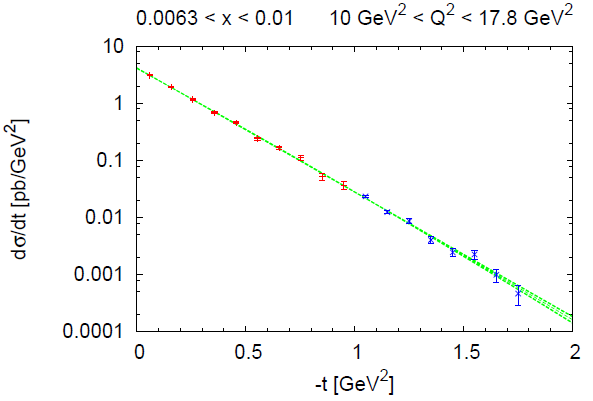 0.0063 < x < 0.01 10 GeV² < Q² < 17.8 GeV²
10
1
0.1
0.01
0.001
0.0001
dσ/dt [pb/GeV²]
0 0.5 1 1.5 2
-t [GeV²]